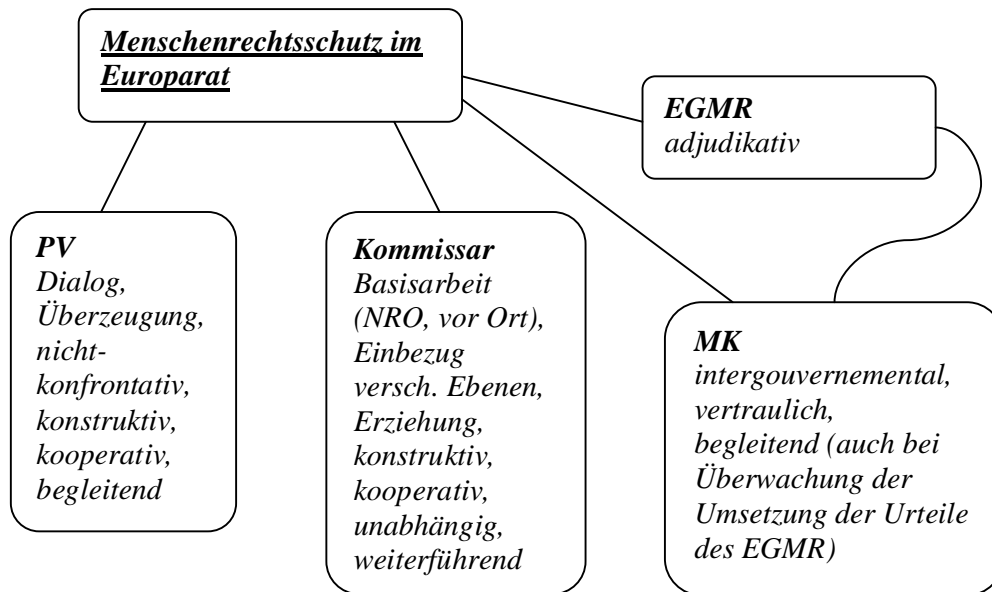 Menschenrechtsschutz im
Europarat
EGMR
adjudikativ
PV
Dialog,
Überzeugung,
nicht-
konfrontativ,
konstruktiv,
kooperativ,
begleitend
Kommissar
Basisarbeit
(NRO, vor Ort),
Einbezug
versch. Ebenen,
Erziehung,
konstruktiv,
kooperativ,
unabhängig,
weiterführend
MK
intergouvernemental,
vertraulich,
begleitend (auch bei
Überwachung der
Umsetzung der Urteile
des EGMR)